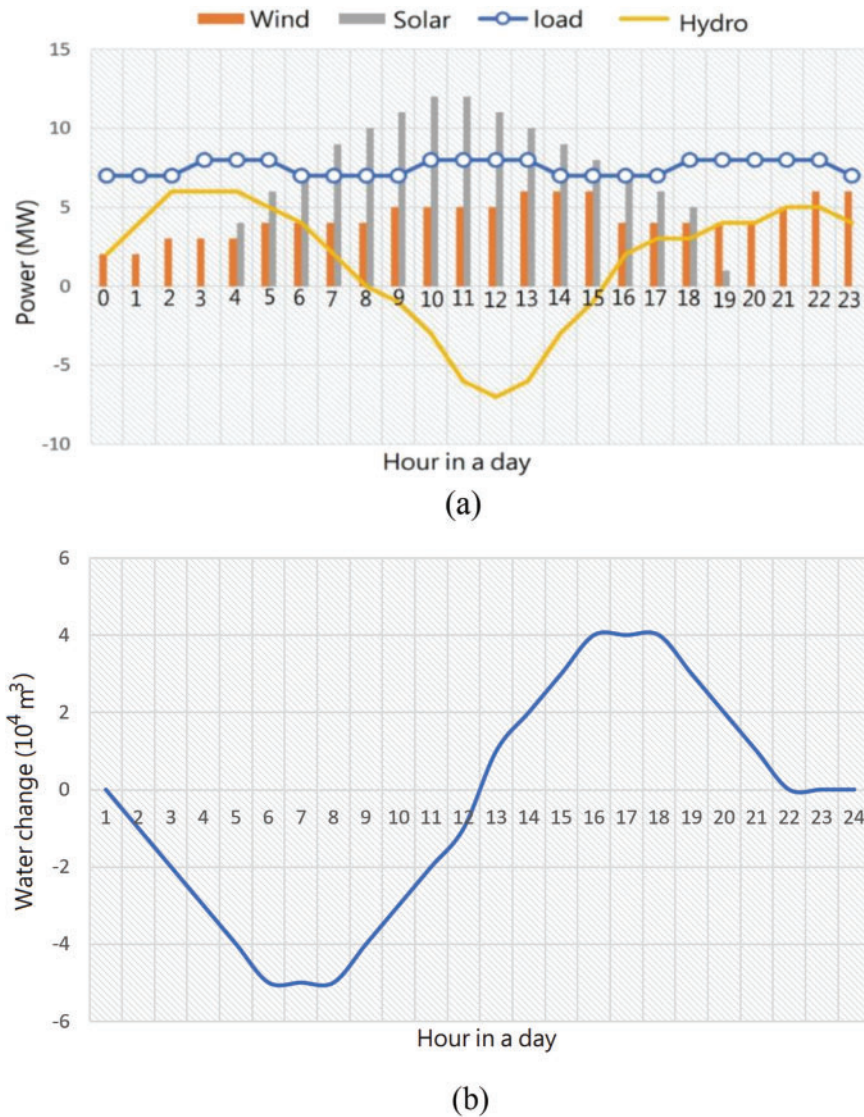 Wind Solar load Hydro
15
10
5
0
-5
-10
Power (MW)
0 1 2 3 4 5 6 7 8 9 10 11 12 13 14 15 16 17 18 19 20 21 22 23
Hour in a day
(a)
6
4
2
0
-2
-4
-6
Water change (10⁴ m³)
1 2 3 4 5 6 7 8 9 10 11 12 13 14 15 16 17 18 19 20 21 22 23 24
Hour in a day
(b)